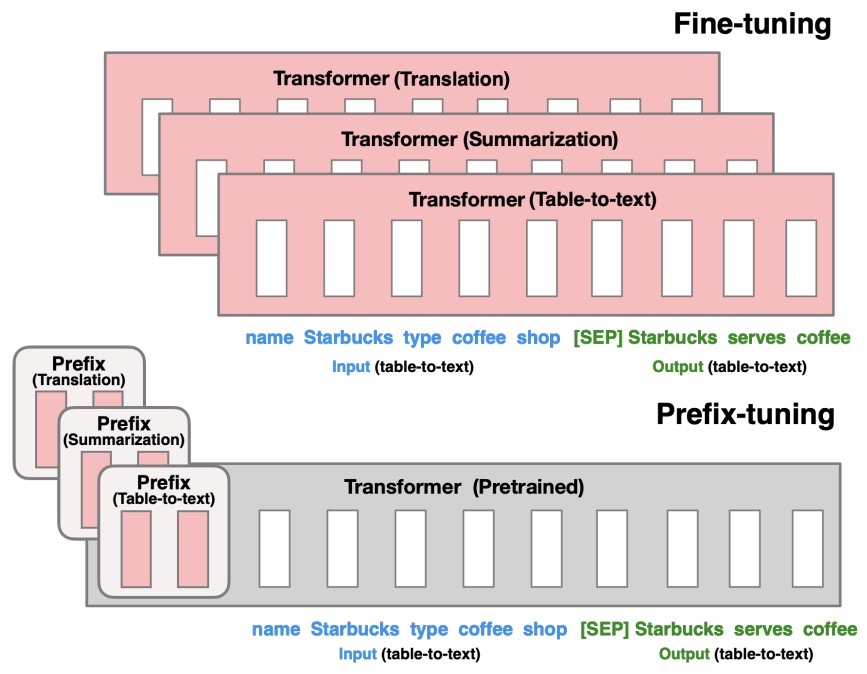 Fine-tuning
Transformer (Translation)
Transformer (Summarization)
Transformer (Table-to-text)
name Starbucks type coffee shop [SEP] Starbucks serves coffee
Input (table-to-text) Output (table-to-text)
Prefix-tuning
Prefix
(Translation)
Prefix
(Summarization)
Prefix
(Table-to-text)
Transformer (Pretrained)
name Starbucks type coffee shop [SEP] Starbucks serves coffee
Input (table-to-text) Output (table-to-text)